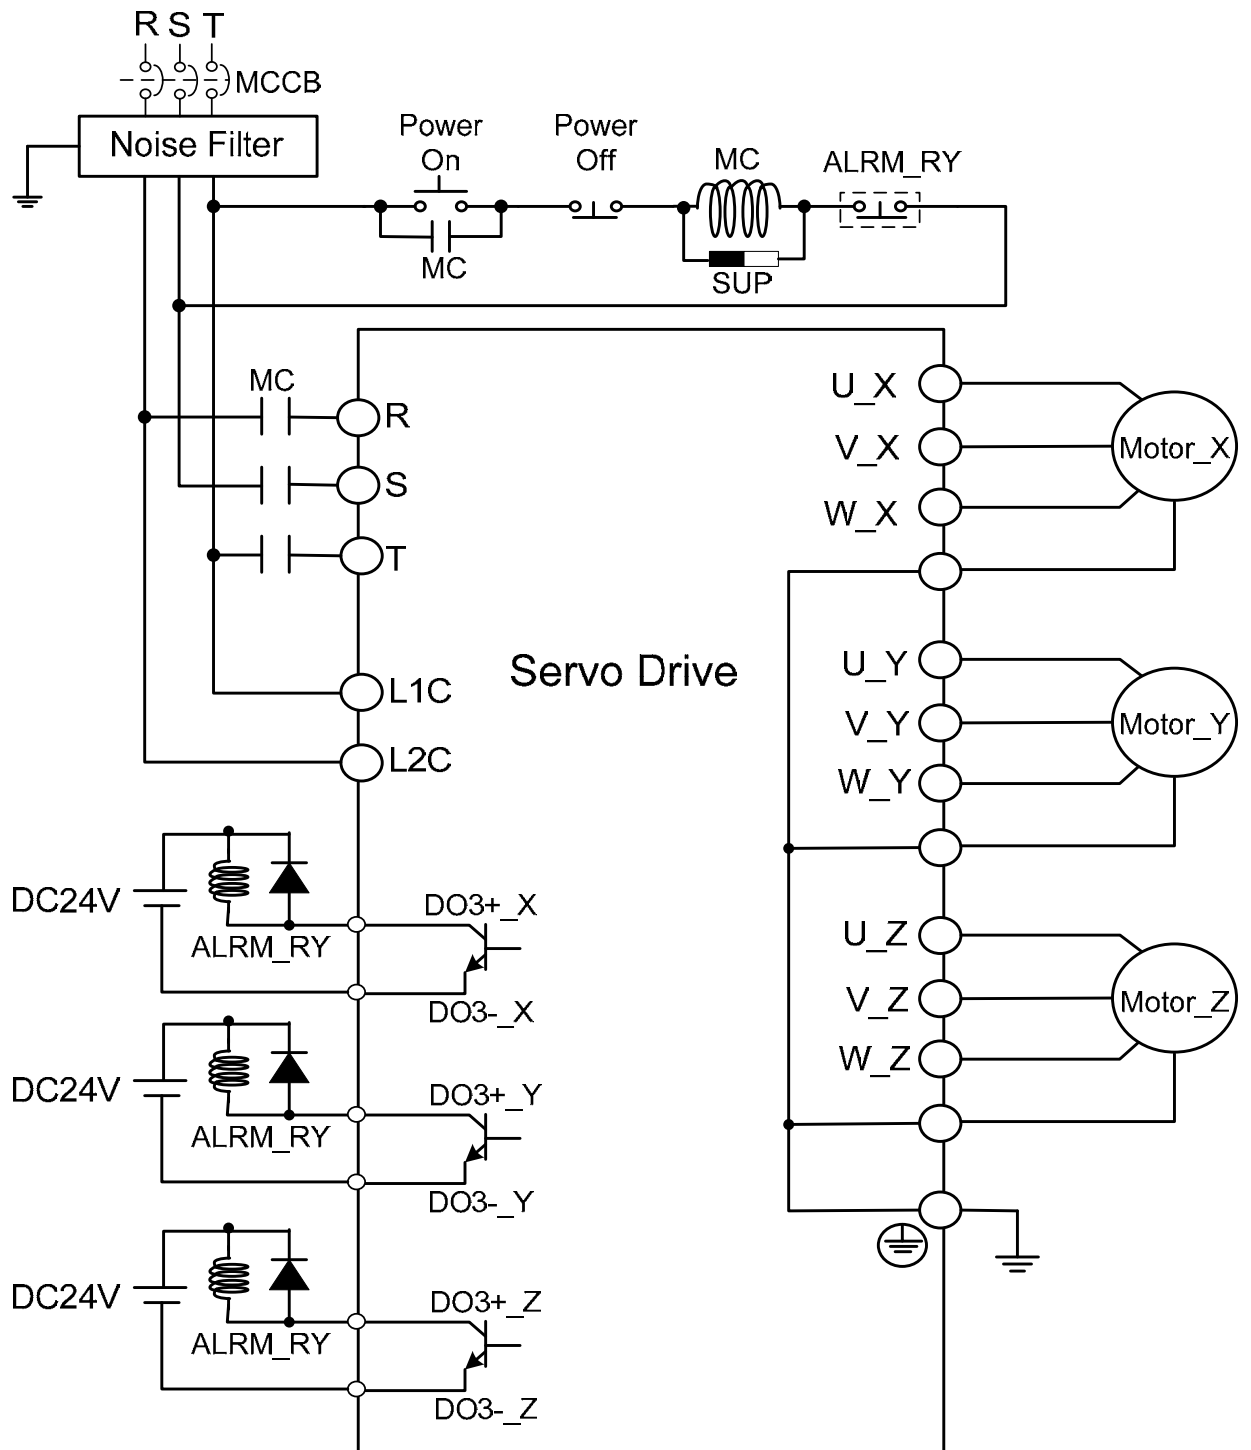 R S T
MCCB
Noise Filter
Power
On
Power
Off
MC
ALRM_RY
MC
SUP
MC
R
S
T
L1C
L2C
Servo Drive
U_X
V_X
W_X
Motor_X
U_Y
V_Y
W_Y
Motor_Y
U_Z
V_Z
W_Z
Motor_Z
DC24V
ALRM_RY
DO3+_X
DO3-_X
DC24V
ALRM_RY
DO3+_Y
DO3-_Y
DC24V
ALRM_RY
DO3+_Z
DO3-_Z